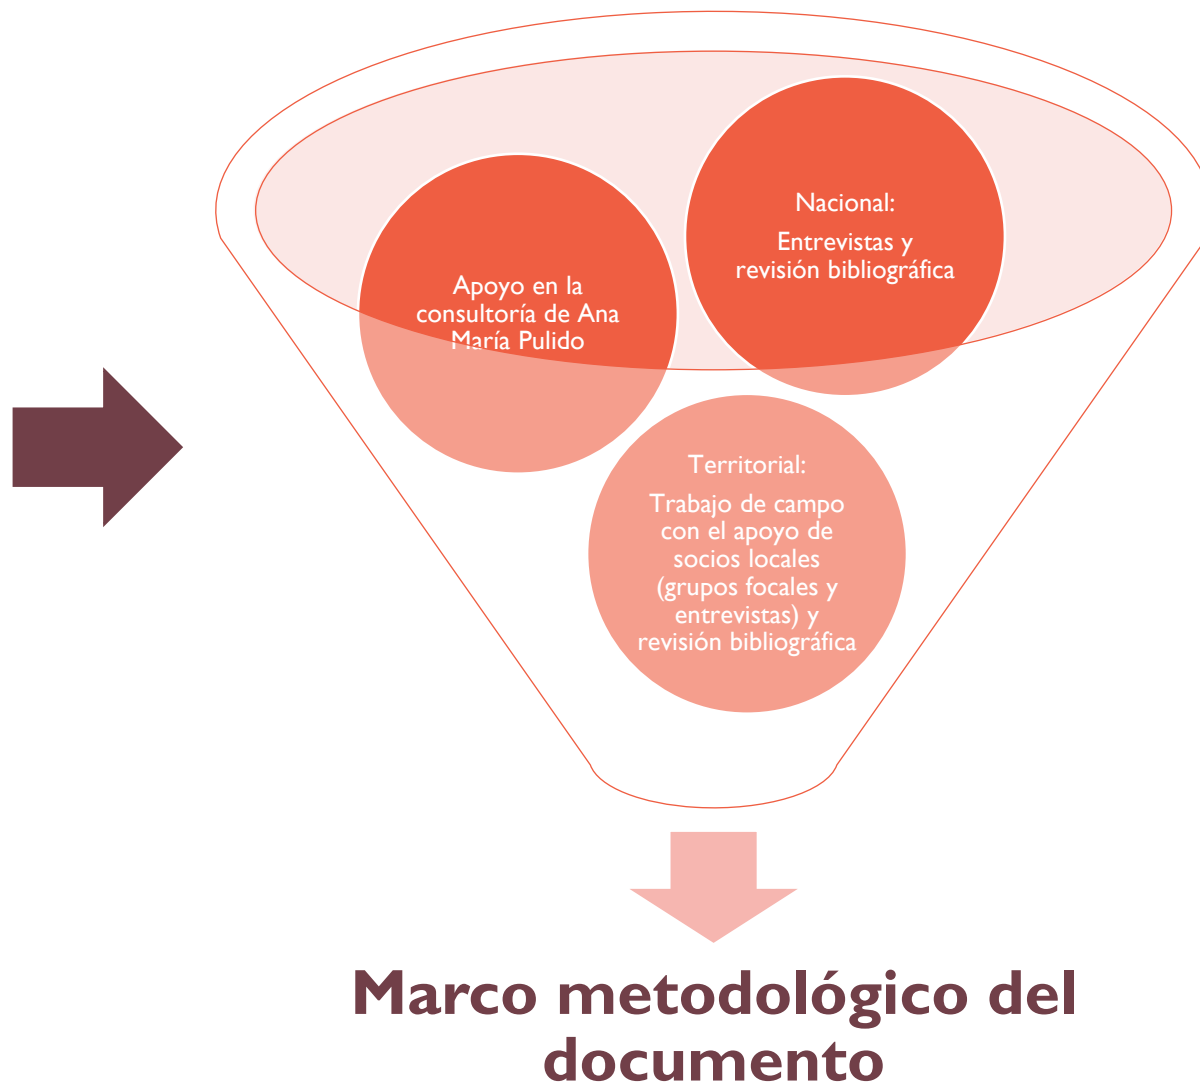 Nacional:
Entrevistas y
revisión bibliográfica
Apoyo en la
consultoría de Ana
María Pulido
Territorial:
Trabajo de campo
con el apoyo de
socios locales
(grupos focales y
entrevistas) y
revisión bibliográfica
Marco metodológico del
documento